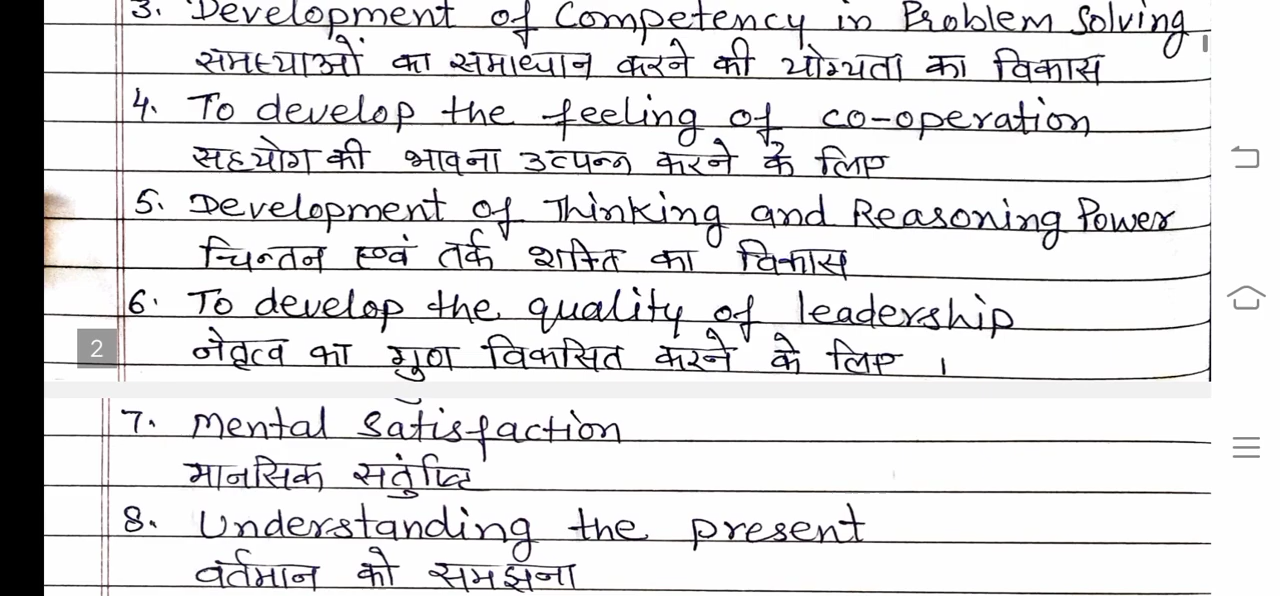 3. Development of Competency in Problem Solving
समस्याओं का समाधान करने की योग्यता का विकास
4. To develop the feeling of co-operation
सहयोग की भावना उत्पन्न करने के लिए
5. Development of Thinking and Reasoning Power
चिन्तन एवं तर्क शक्ति का विकास
6. To develop the quality of leadership
2
नेतृत्व का गुण विकसित करने के लिए ।
7. Mental Satisfaction
मानसिक सतुंष्टि
8. Understanding the present
वर्तमान को समझना